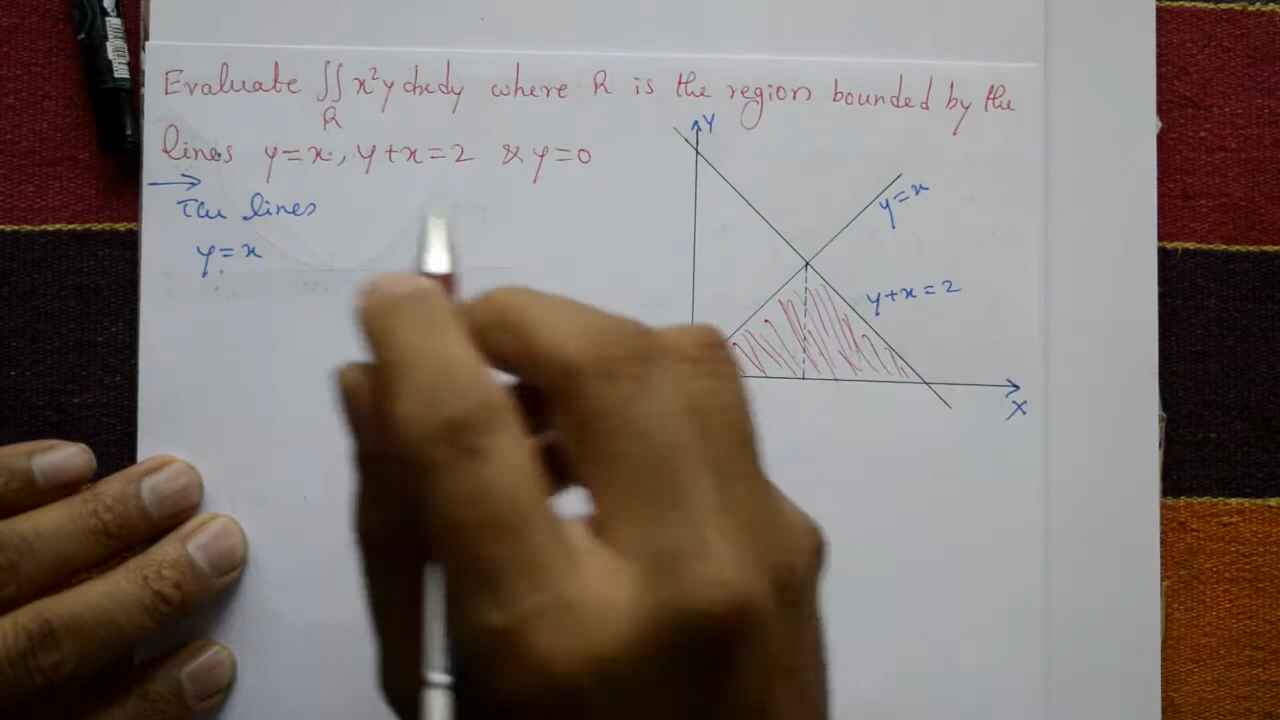 Evaluate ∬ x²y dxdy where R is the region bounded by the
R
lines y=x, y+x=2 & y=0
The lines
y=x
Y
y=x
y+x=2
X